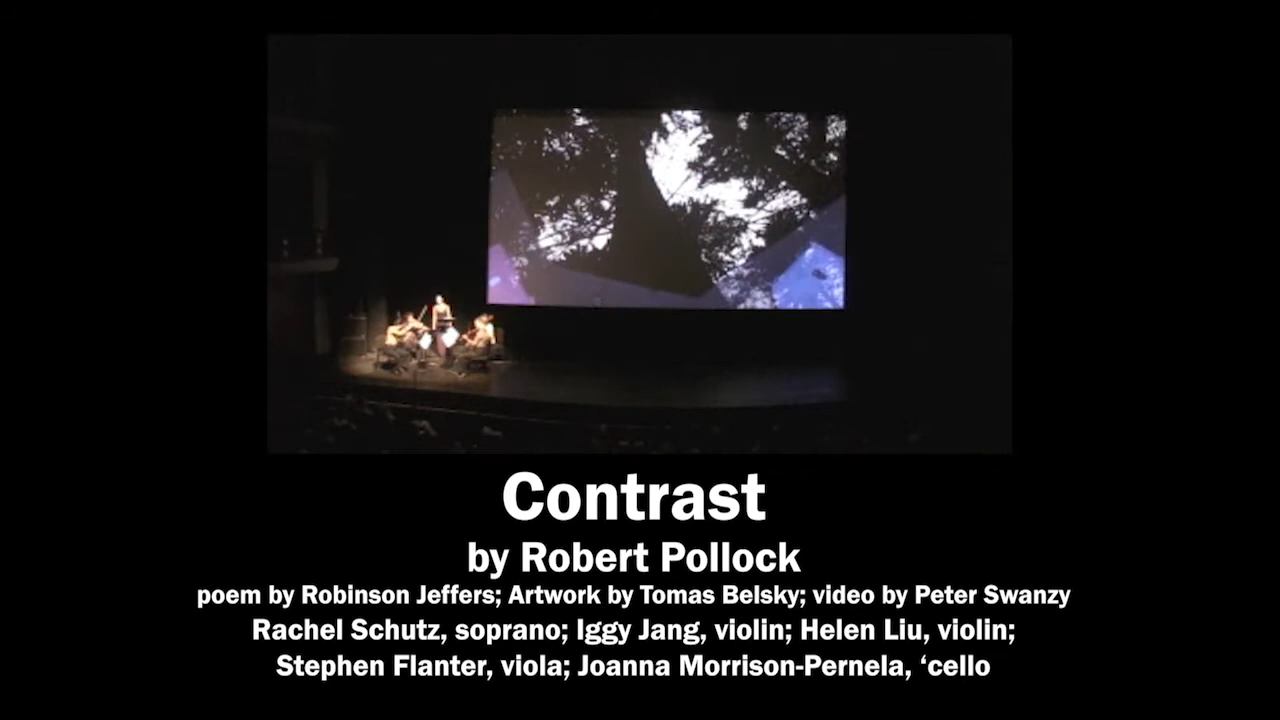 Contrast
by Robert Pollock
poem by Robinson Jeffers; Artwork by Tomas Belsky; video by Peter Swanzy
Rachel Schutz, soprano; Iggy Jang, violin; Helen Liu, violin;
Stephen Flanter, viola; Joanna Morrison-Pernela, ‘cello